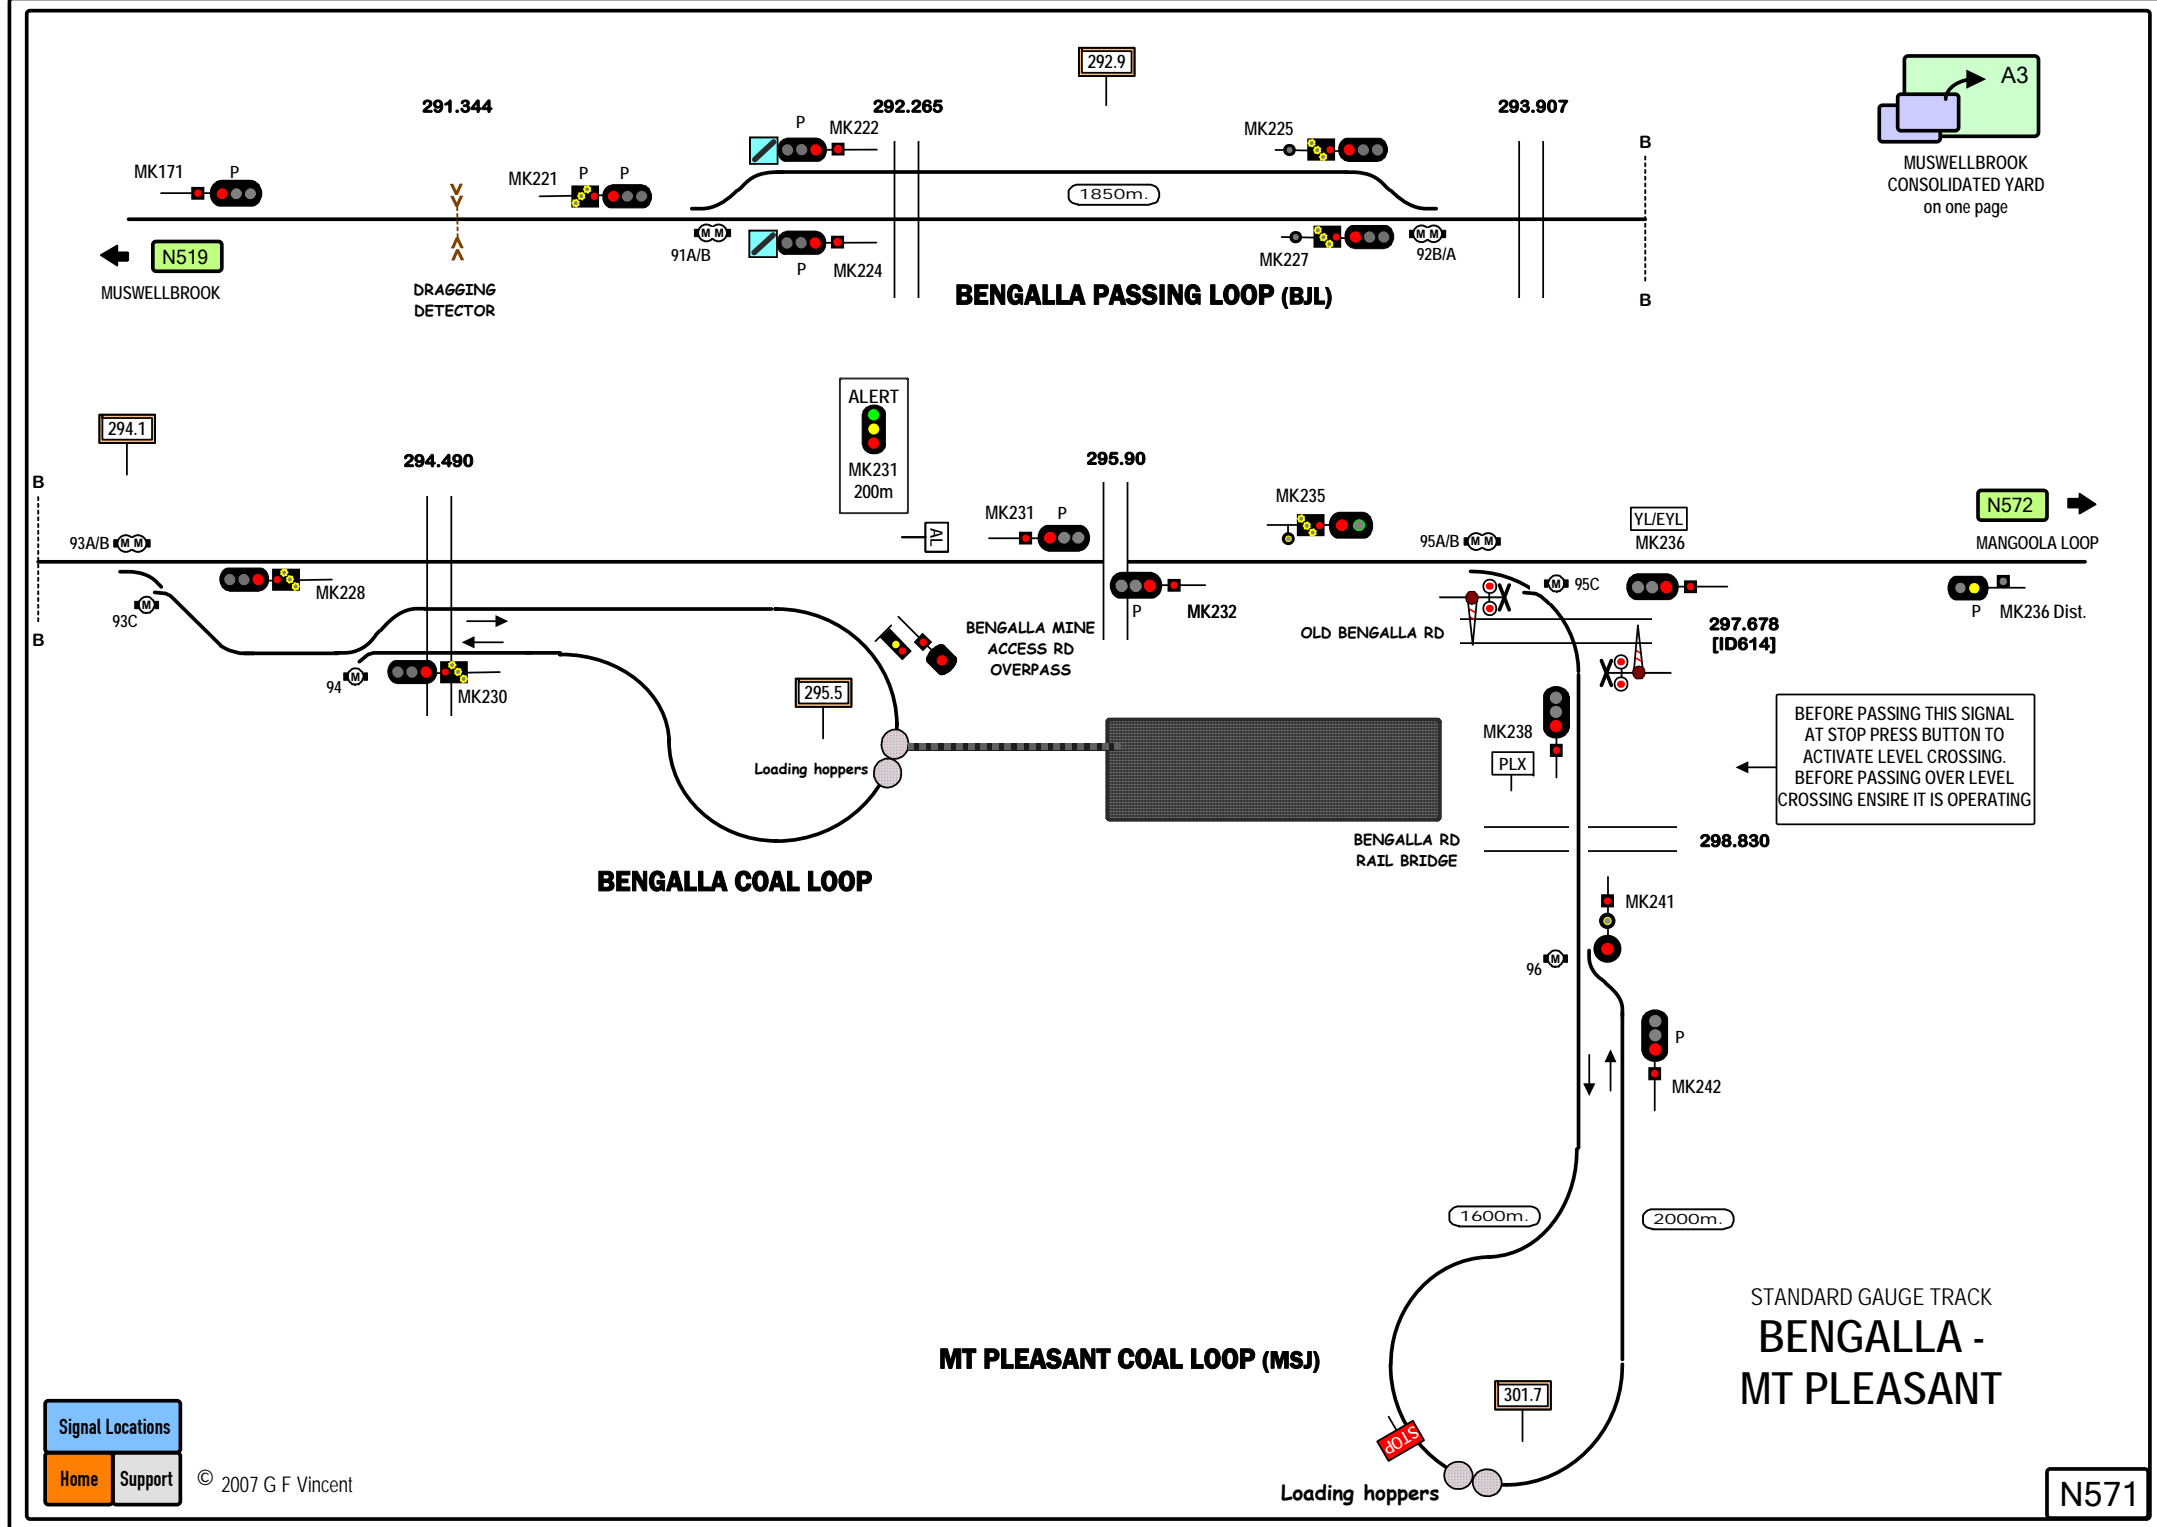 292.9
A3
291.344
292.265
293.907
P
MK222
MK225
B
MK171
P
MK221
P
P
MUSWELLBROOK
CONSOLIDATED YARD
on one page
1850m.
N519
91A/B
M M
P
MK224
MK227
M M
92B/A
MUSWELLBROOK
DRAGGING
DETECTOR
BENGALLA PASSING LOOP (BJL)
B
ALERT
MK231
200m
294.1
294.490
295.90
B
MK235
N572
MK231
P
YL/EYL
MK236
93A/B
M M
AL
95A/B
M M
MANGOOLA LOOP
MK228
M
95C
93C
M
P
MK232
P
MK236 Dist.
B
BENGALLA MINE
ACCESS RD
OVERPASS
OLD BENGALLA RD
297.678
[ID614]
94
M
MK230
295.5
MK238
PLX
BEFORE PASSING THIS SIGNAL
AT STOP PRESS BUTTON TO
ACTIVATE LEVEL CROSSING.
BEFORE PASSING OVER LEVEL
CROSSING ENSIRE IT IS OPERATING
Loading hoppers
BENGALLA RD
RAIL BRIDGE
298.830
BENGALLA COAL LOOP
MK241
96
M
P
MK242
1600m.
2000m.
STANDARD GAUGE TRACK
BENGALLA -
MT PLEASANT
MT PLEASANT COAL LOOP (MSJ)
301.7
STOP
Loading hoppers
Signal Locations
Home
Support
© 2007 G F Vincent
N571